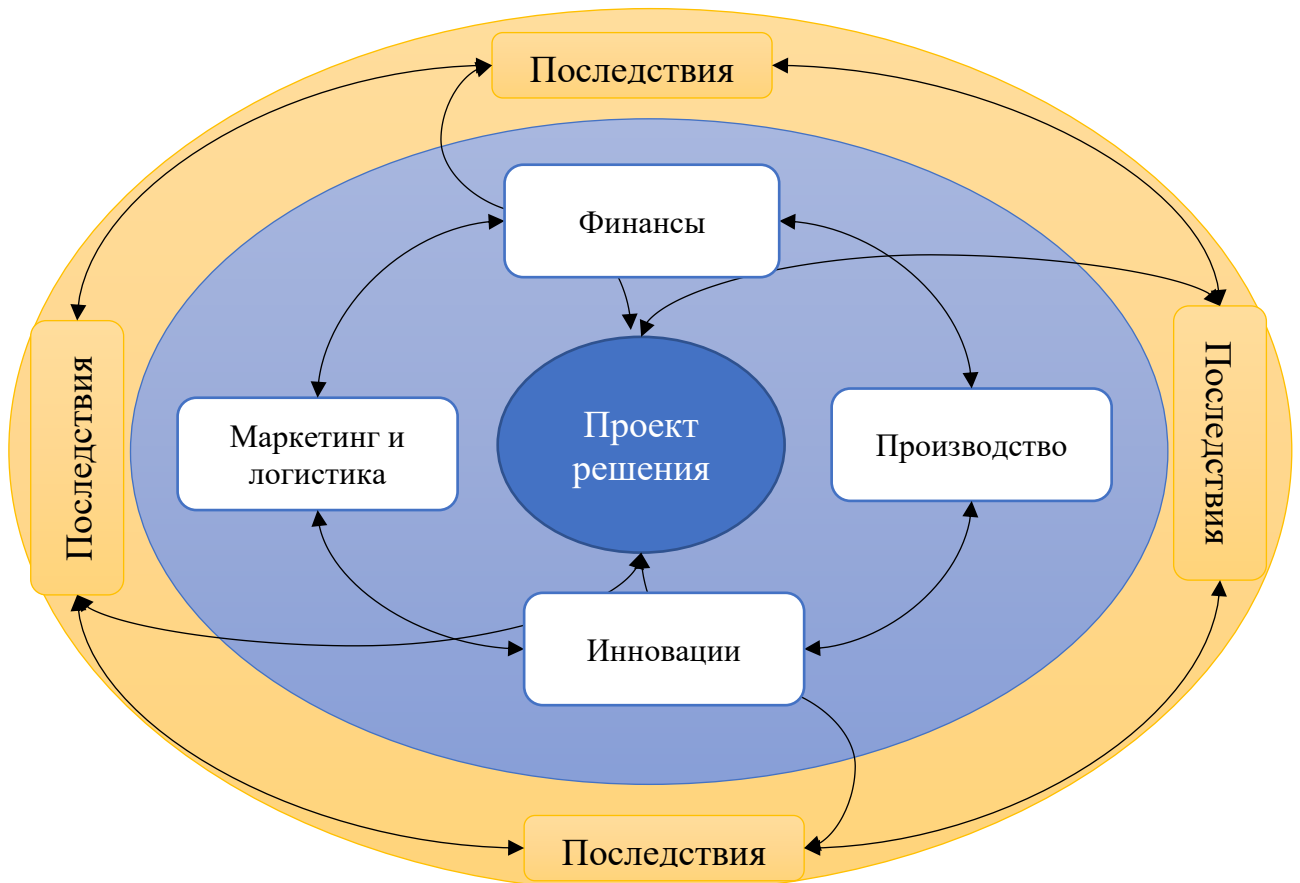 Последствия
Финансы
Последствия
Маркетинг и
логистика
Проект
решения
Производство
Последствия
Инновации
Последствия